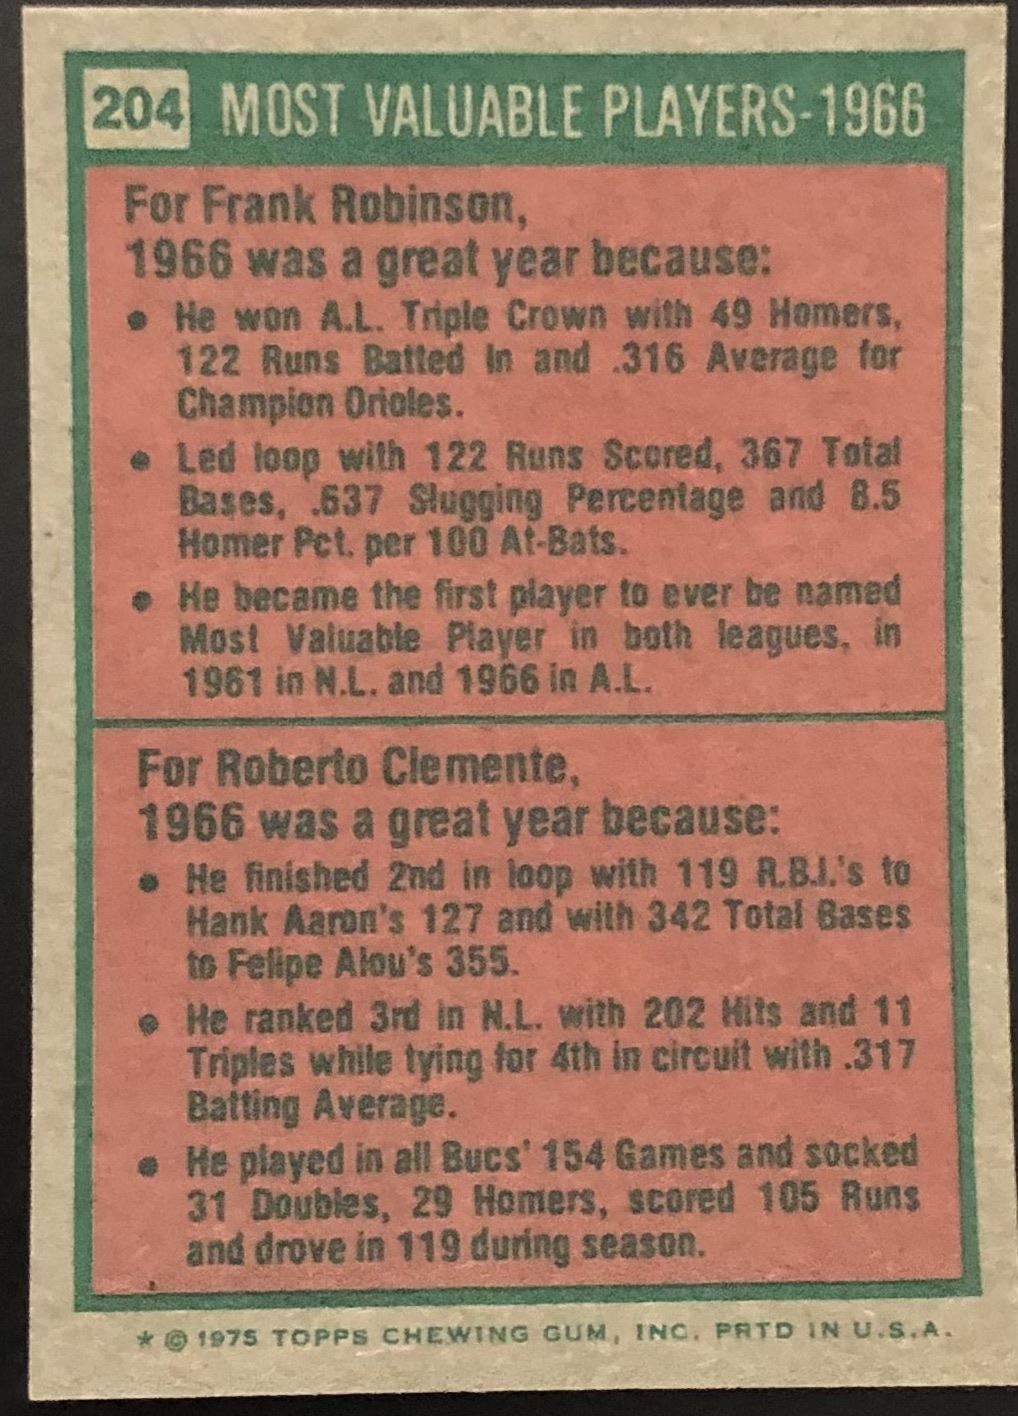 204 MOST VALUABLE PLAYERS-1966
For Frank Robinson,
1966 was a great year because:
• He won A.L. Triple Crown with 49 Homers,
122 Runs Batted In and .316 Average for
Champion Orioles.
• Led loop with 122 Runs Scored, 367 Total
Bases, .637 Slugging Percentage and 8.5
Homer Pct. per 100 At-Bats.
• He became the first player to ever be named
Most Valuable Player in both leagues, in
1961 in N.L. and 1966 in A.L.
For Roberto Clemente,
1966 was a great year because:
• He finished 2nd in loop with 119 R.B.I.'s to
Hank Aaron's 127 and with 342 Total Bases
to Felipe Alou's 355.
• He ranked 3rd in N.L. with 202 Hits and 11
Triples while tying for 4th in circuit with .317
Batting Average.
• He played in all Bucs' 154 Games and socked
31 Doubles, 29 Homers, scored 105 Runs
and drove in 119 during season.
* © 1975 TOPPS CHEWING GUM, INC. PRTD IN U.S.A.